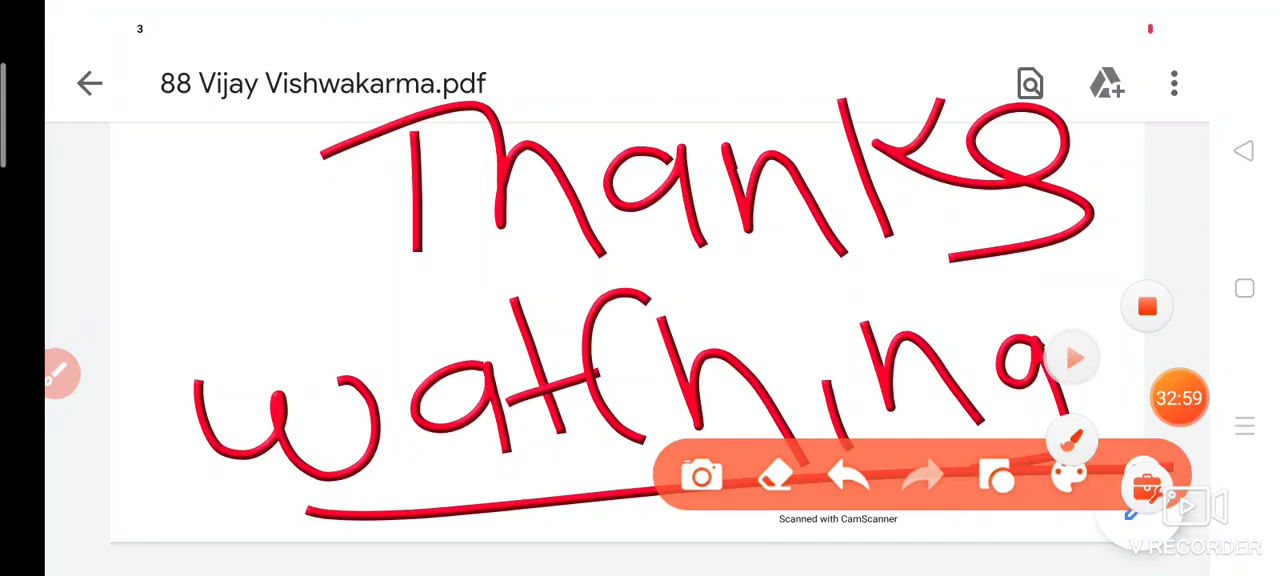 3
88 Vijay Vishwakarma.pdf
Thanks
watching
32:59
Scanned with CamScanner
V RECORDER